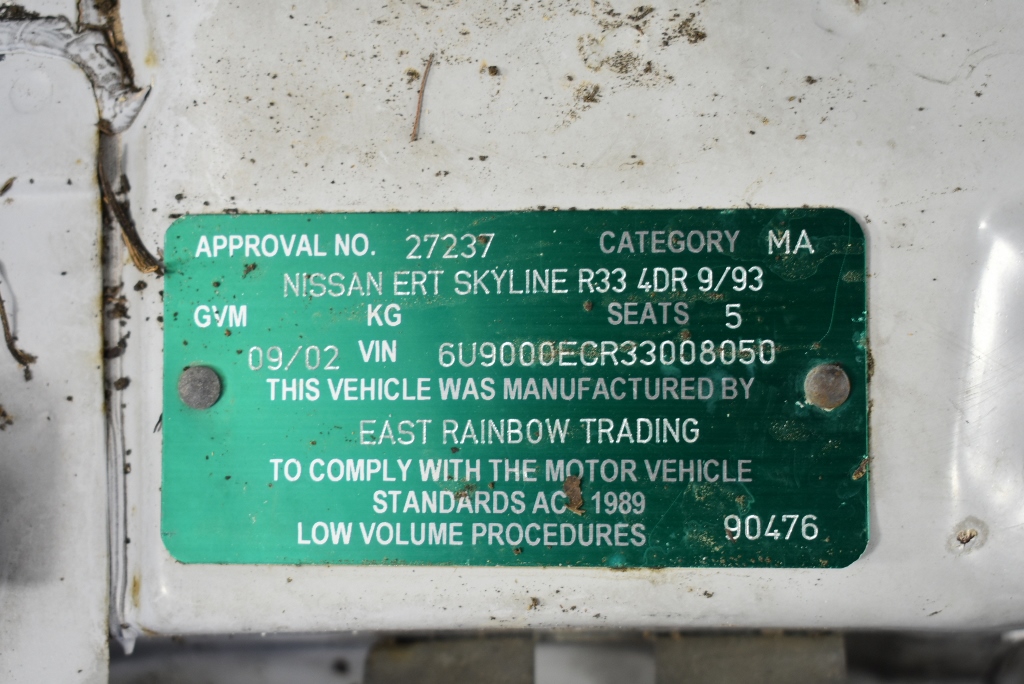 APPROVAL NO. 27237 CATEGORY MA
NISSAN ERT SKYLINE R33 4DR 9/93
GVM KG SEATS 5
09/02 VIN 6U9000ECR33008050
THIS VEHICLE WAS MANUFACTURED BY
EAST RAINBOW TRADING
TO COMPLY WITH THE MOTOR VEHICLE
STANDARDS AC 1989
LOW VOLUME PROCEDURES 90476